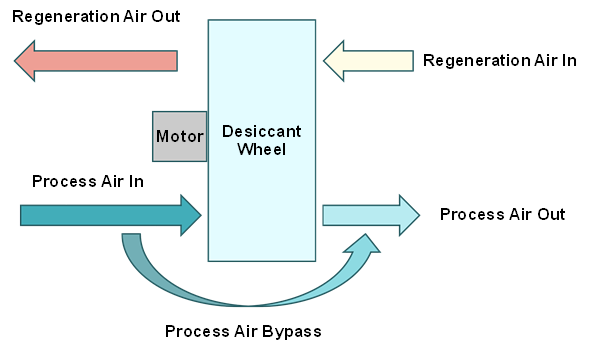 Regeneration Air Out
Regeneration Air In
Motor
Desiccant
Wheel
Process Air In
Process Air Out
Process Air Bypass